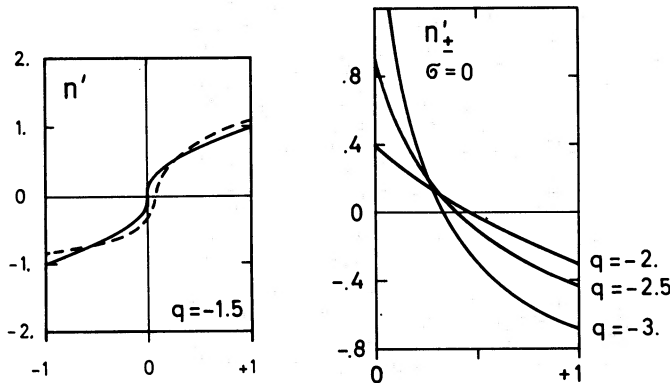 2.
1.
0
-1.
-2.
n'
q=-1.5
-1
0
+1
.8
.4
0
-.4
-.8
n'±
σ=0
q=-2.
q=-2.5
q=-3.
0
+1